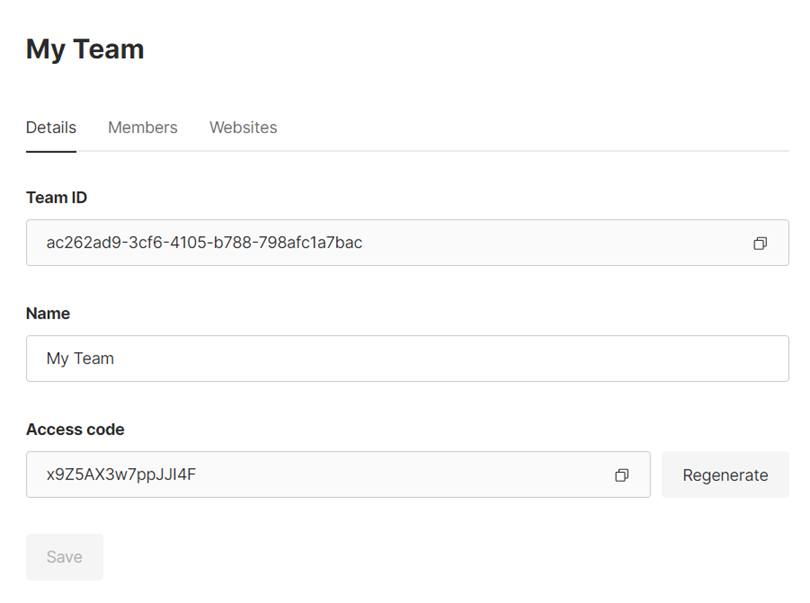 My Team
Details Members Websites
Team ID
ac262ad9-3cf6-4105-b788-798afc1a7bac
Name
My Team
Access code
x9Z5AX3w7ppJJI4F
Regenerate
Save